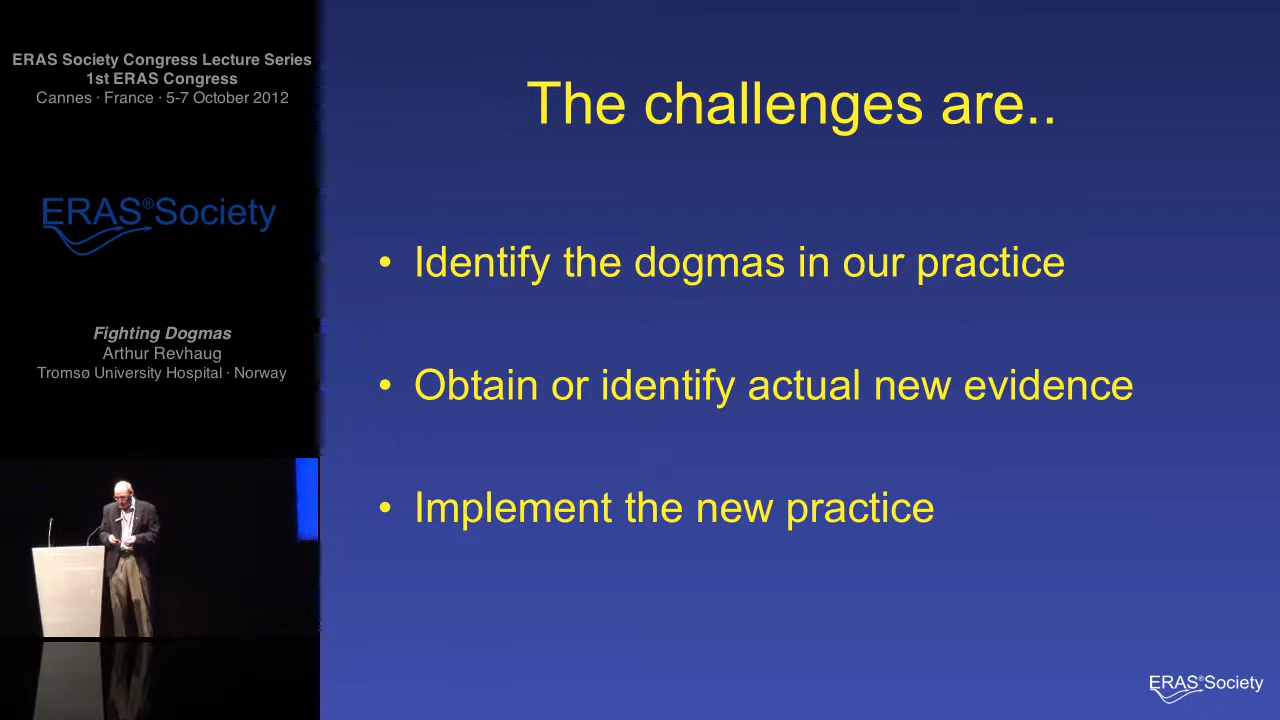 ERAS Society Congress Lecture Series
1st ERAS Congress
Cannes · France · 5-7 October 2012
ERAS®Society
Fighting Dogmas
Arthur Revhaug
Tromsø University Hospital · Norway
The challenges are..
• Identify the dogmas in our practice
• Obtain or identify actual new evidence
• Implement the new practice
ERAS®Society